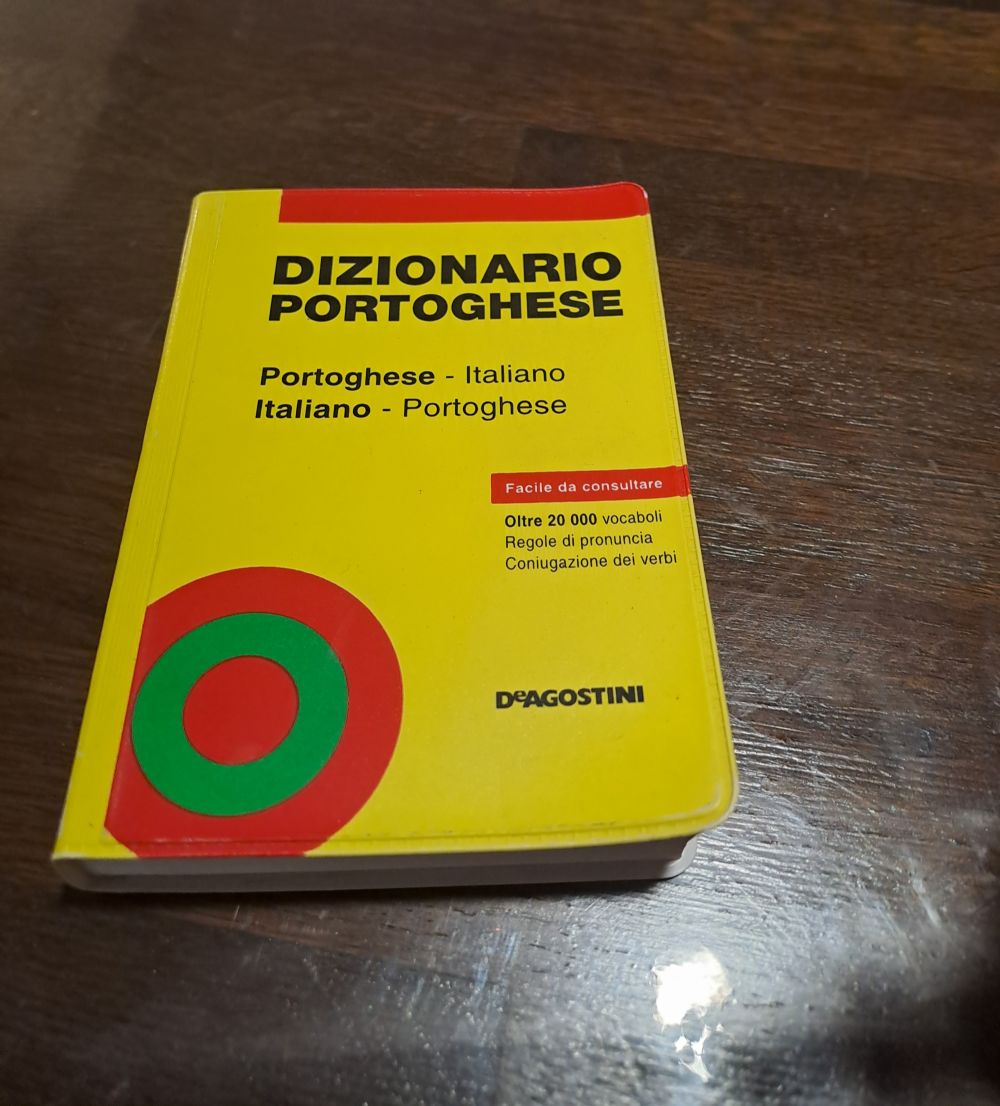 DIZIONARIO
PORTOGHESE
Portoghese - Italiano
Italiano - Portoghese
Facile da consultare
Oltre 20 000 vocaboli
Regole di pronuncia
Coniugazione dei verbi
DeAGOSTINI